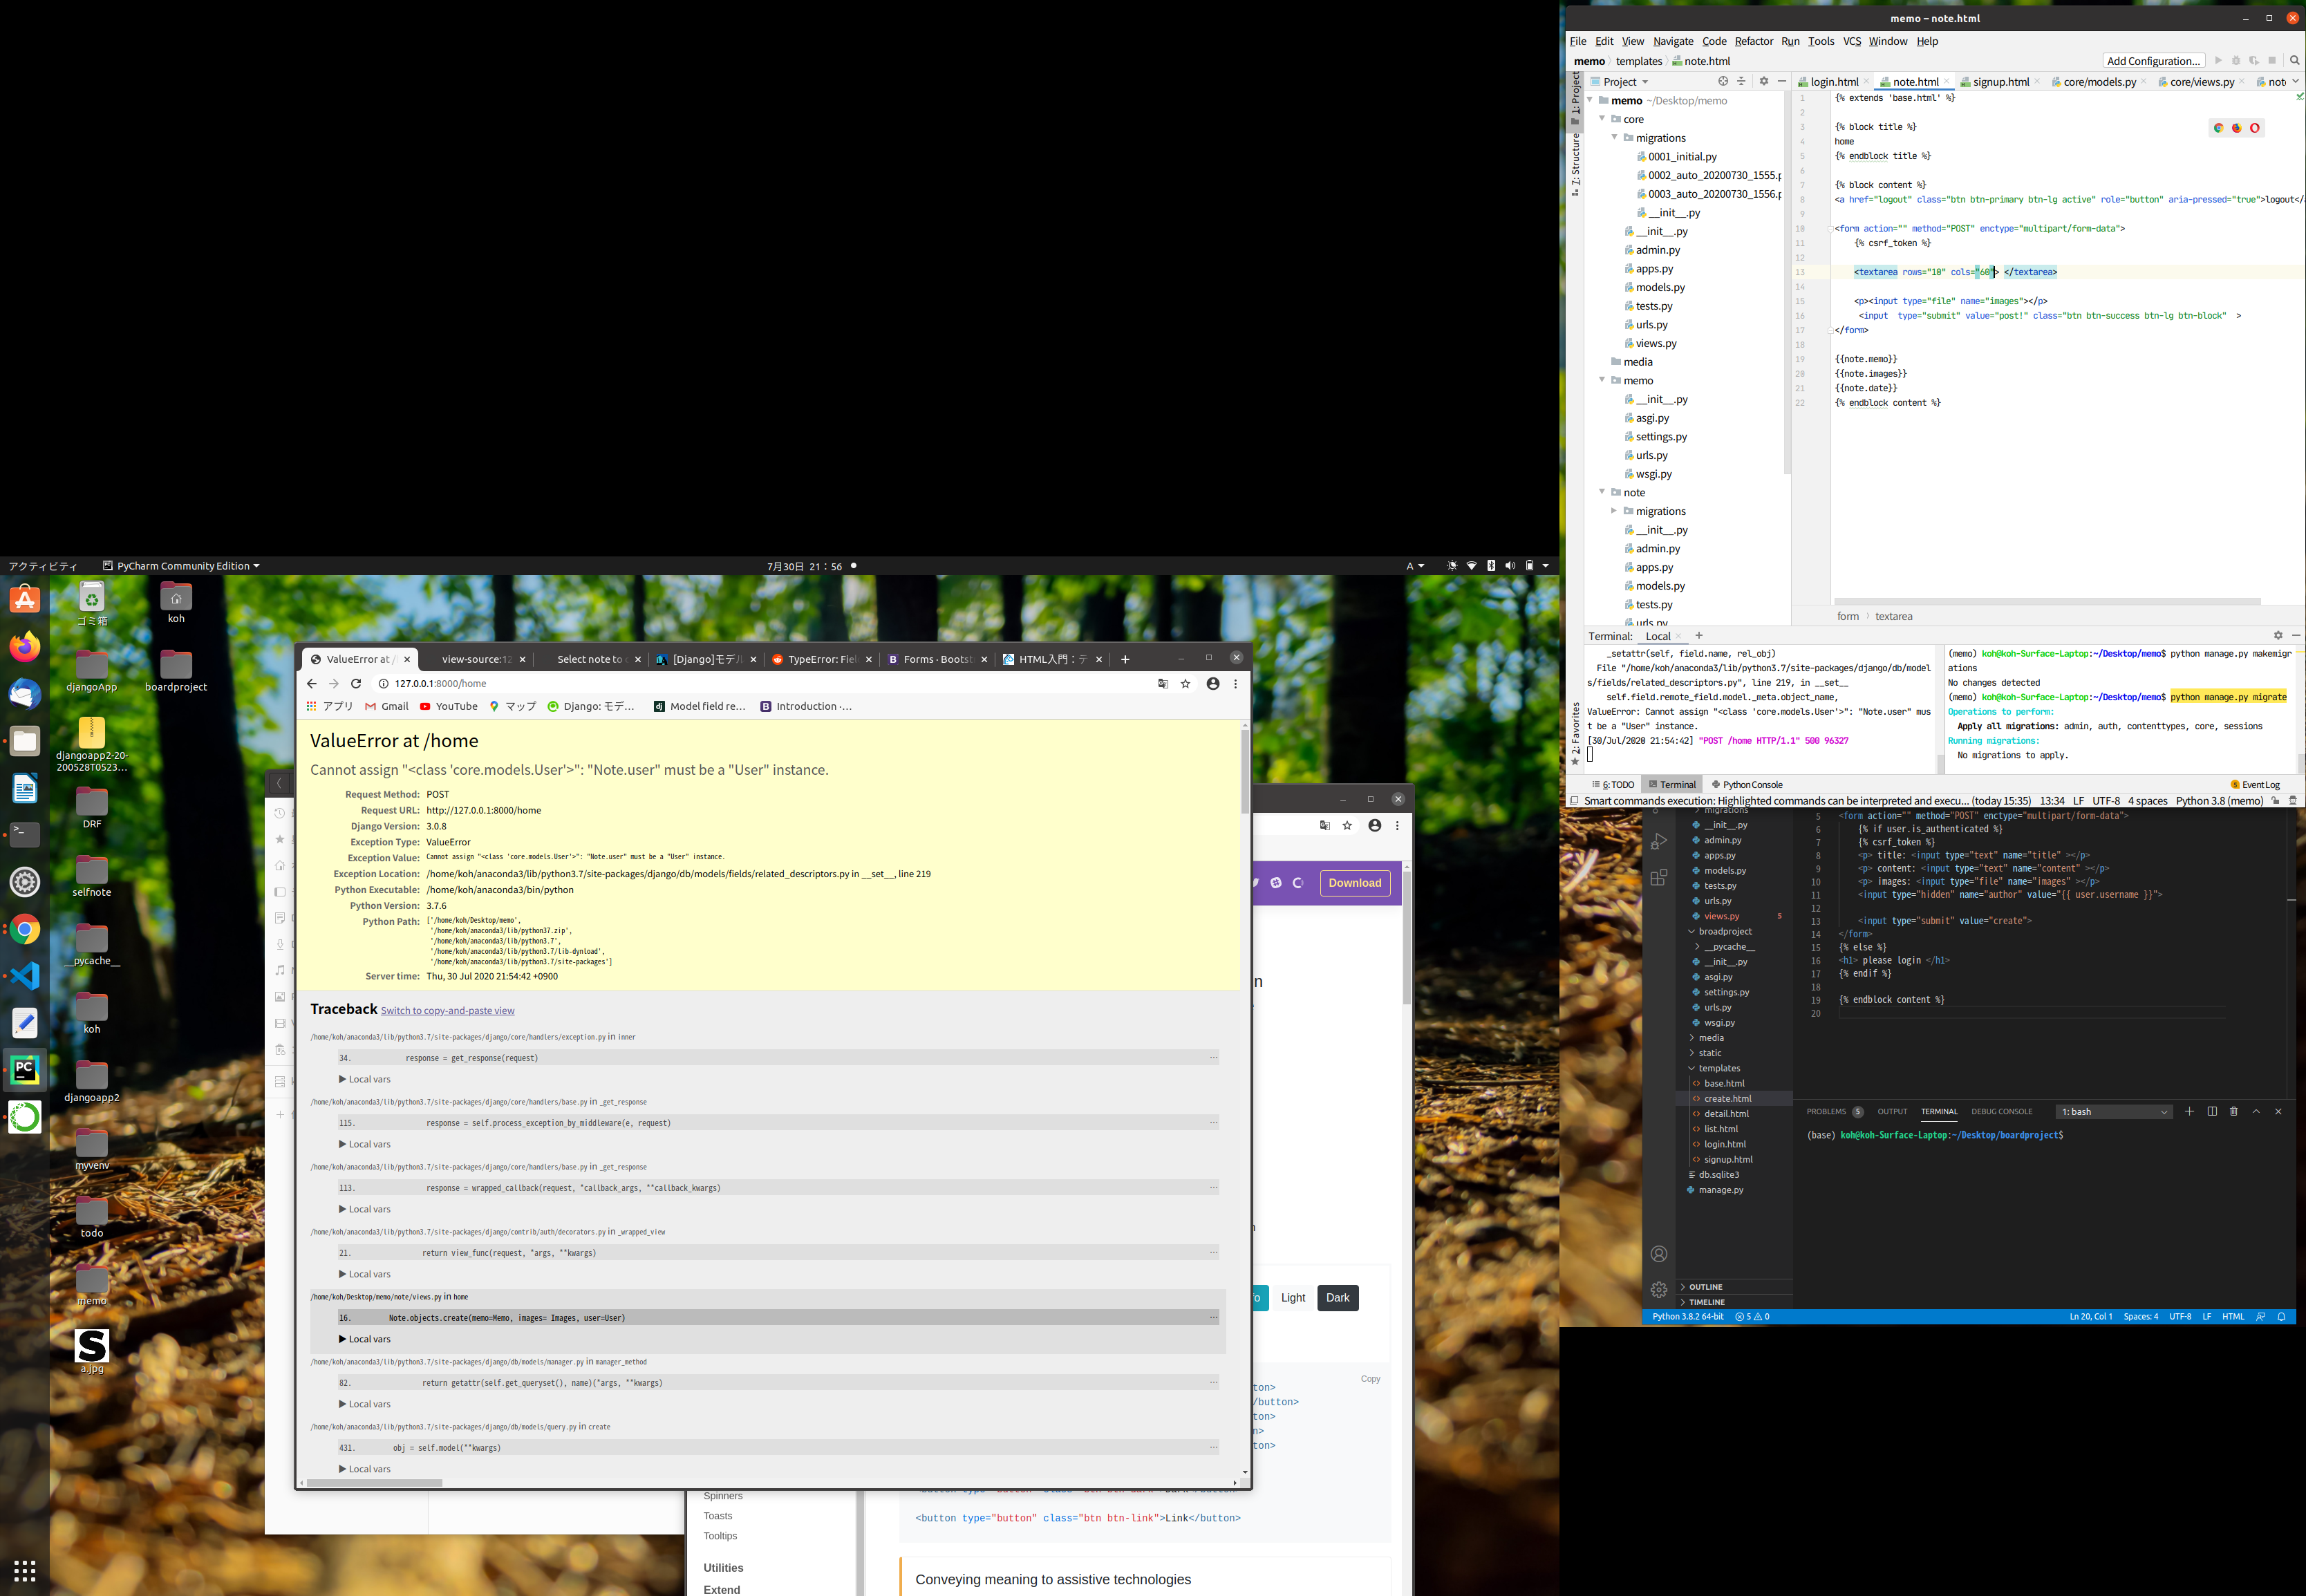 アクティビティ
PyCharm Community Edition
7月30日 21：56
A
ゴミ箱
koh
djangoApp
boardproject
djangoapp2-20-
200528T0523...
DRF
selfnote
__pycache__
koh
djangoapp2
myvenv
todo
memo
a.jpg
ValueError at /
view-source:12
Select note to c
[Django]モデル
TypeError: Fiel
Forms · Bootst
HTML入門：テ
127.0.0.1:8000/home
アプリ
Gmail
YouTube
マップ
Django: モデ...
Model field re...
Introduction ·...
ValueError at /home
Cannot assign "<class 'core.models.User'>": "Note.user" must be a "User" instance.
Request Method: POST
Request URL: http://127.0.0.1:8000/home
Django Version: 3.0.8
Exception Type: ValueError
Exception Value: Cannot assign "<class 'core.models.User'>": "Note.user" must be a "User" instance.
Exception Location: /home/koh/anaconda3/lib/python3.7/site-packages/django/db/models/fields/related_descriptors.py in __set__, line 219
Python Executable: /home/koh/anaconda3/bin/python
Python Version: 3.7.6
Python Path: ['/home/koh/Desktop/memo',
'/home/koh/anaconda3/lib/python37.zip',
'/home/koh/anaconda3/lib/python3.7',
'/home/koh/anaconda3/lib/python3.7/lib-dynload',
'/home/koh/anaconda3/lib/python3.7/site-packages']
Server time: Thu, 30 Jul 2020 21:54:42 +0900
Traceback Switch to copy-and-paste view
/home/koh/anaconda3/lib/python3.7/site-packages/django/core/handlers/exception.py in inner
34. response = get_response(request) ...
▶ Local vars
/home/koh/anaconda3/lib/python3.7/site-packages/django/core/handlers/base.py in _get_response
115. response = self.process_exception_by_middleware(e, request) ...
▶ Local vars
/home/koh/anaconda3/lib/python3.7/site-packages/django/core/handlers/base.py in _get_response
113. response = wrapped_callback(request, *callback_args, **callback_kwargs) ...
▶ Local vars
/home/koh/anaconda3/lib/python3.7/site-packages/django/contrib/auth/decorators.py in _wrapped_view
21. return view_func(request, *args, **kwargs) ...
▶ Local vars
/home/koh/Desktop/memo/note/views.py in home
16. Note.objects.create(memo=Memo, images= Images, user=User) ...
▶ Local vars
/home/koh/anaconda3/lib/python3.7/site-packages/django/db/models/manager.py in manager_method
82. return getattr(self.get_queryset(), name)(*args, **kwargs) ...
▶ Local vars
/home/koh/anaconda3/lib/python3.7/site-packages/django/db/models/query.py in create
431. obj = self.model(**kwargs) ...
▶ Local vars
Download
Light
Dark
Copy
ton>
/button>
ton>
n>
ton>
Spinners
Toasts
Tooltips
Utilities
Extend
<button type="button" class="btn btn-link">Link</button>
Conveying meaning to assistive technologies
memo – note.html
File Edit View Navigate Code Refactor Run Tools VCS Window Help
memo templates note.html
Add Configuration...
1: Project
7: Structure
2: Favorites
Project
login.html
note.html
signup.html
core/models.py
core/views.py
not
memo ~/Desktop/memo
core
migrations
0001_initial.py
0002_auto_20200730_1555.p
0003_auto_20200730_1556.p
__init__.py
__init__.py
admin.py
apps.py
models.py
tests.py
urls.py
views.py
media
memo
__init__.py
asgi.py
settings.py
urls.py
wsgi.py
note
migrations
__init__.py
admin.py
apps.py
models.py
tests.py
urls.py
1 {% extends 'base.html' %}
2
3 {% block title %}
4 home
5 {% endblock title %}
6
7 {% block content %}
8 <a href="logout" class="btn btn-primary btn-lg active" role="button" aria-pressed="true">logout</a
9
10 <form action="" method="POST" enctype="multipart/form-data">
11 {% csrf_token %}
12
13 <textarea rows="10" cols="60"> </textarea>
14
15 <p><input type="file" name="images"></p>
16 <input type="submit" value="post!" class="btn btn-success btn-lg btn-block" >
17 </form>
18
19 {{note.memo}}
20 {{note.images}}
21 {{note.date}}
22 {% endblock content %}
form textarea
Terminal: Local
_setattr(self, field.name, rel_obj)
File "/home/koh/anaconda3/lib/python3.7/site-packages/django/db/model
s/fields/related_descriptors.py", line 219, in __set__
self.field.remote_field.model._meta.object_name,
ValueError: Cannot assign "<class 'core.models.User'>": "Note.user" mus
t be a "User" instance.
[30/Jul/2020 21:54:42] "POST /home HTTP/1.1" 500 96327
(memo) koh@koh-Surface-Laptop:~/Desktop/memo$ python manage.py makemigr
ations
No changes detected
(memo) koh@koh-Surface-Laptop:~/Desktop/memo$ python manage.py migrate
Operations to perform:
Apply all migrations: admin, auth, contenttypes, core, sessions
Running migrations:
No migrations to apply.
6: TODO Terminal Python Console
Event Log
Smart commands execution: Highlighted commands can be interpreted and execu... (today 15:35) 13:34 LF UTF-8 4 spaces Python 3.8 (memo)
migrations
__init__.py
admin.py
apps.py
models.py
tests.py
urls.py
views.py 5
broadproject
__pycache__
__init__.py
asgi.py
settings.py
urls.py
wsgi.py
media
static
templates
base.html
create.html
detail.html
list.html
login.html
signup.html
db.sqlite3
manage.py
OUTLINE
TIMELINE
5 <form action="" method="POST" enctype="multipart/form-data">
6 {% if user.is_authenticated %}
7 {% csrf_token %}
8 <p> title: <input type="text" name="title" ></p>
9 <p> content: <input type="text" name="content" ></p>
10 <p> images: <input type="file" name="images" ></p>
11 <input type="hidden" name="author" value="{{ user.username }}">
12
13 <input type="submit" value="create">
14 </form>
15 {% else %}
16 <h1> please login </h1>
17 {% endif %}
18
19 {% endblock content %}
20
PROBLEMS 5 OUTPUT TERMINAL DEBUG CONSOLE 1: bash
(base) koh@koh-Surface-Laptop:~/Desktop/boardproject$
Python 3.8.2 64-bit 5 0
Ln 20, Col 1 Spaces: 4 UTF-8 LF HTML